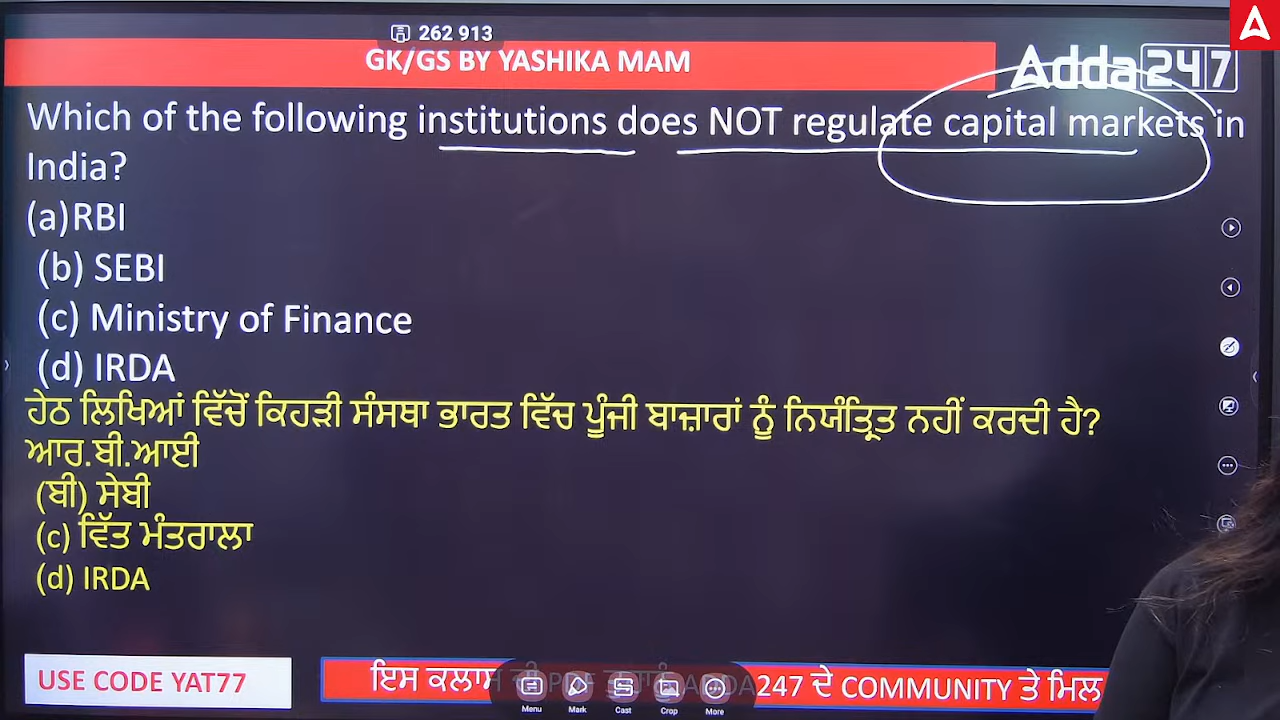 262 913
GK/GS BY YASHIKA MAM
Adda247
Which of the following institutions does NOT regulate capital markets in
India?
(a)RBI
(b) SEBI
(c) Ministry of Finance
(d) IRDA
ਹੇਠ ਲਿਖਿਆਂ ਵਿੱਚੋਂ ਕਿਹੜੀ ਸੰਸਥਾ ਭਾਰਤ ਵਿੱਚ ਪੂੰਜੀ ਬਾਜ਼ਾਰਾਂ ਨੂੰ ਨਿਯੰਤ੍ਰਿਤ ਨਹੀਂ ਕਰਦੀ ਹੈ?
ਆਰ.ਬੀ.ਆਈ
(ਬੀ) ਸੇਬੀ
(c) ਵਿੱਤ ਮੰਤਰਾਲਾ
(d) IRDA
USE CODE YAT77
ਇਸ ਕਲਾਸ ADDA247 ਦੇ COMMUNITY ਤੇ ਮਿਲ
Menu Mark Cast Crop More